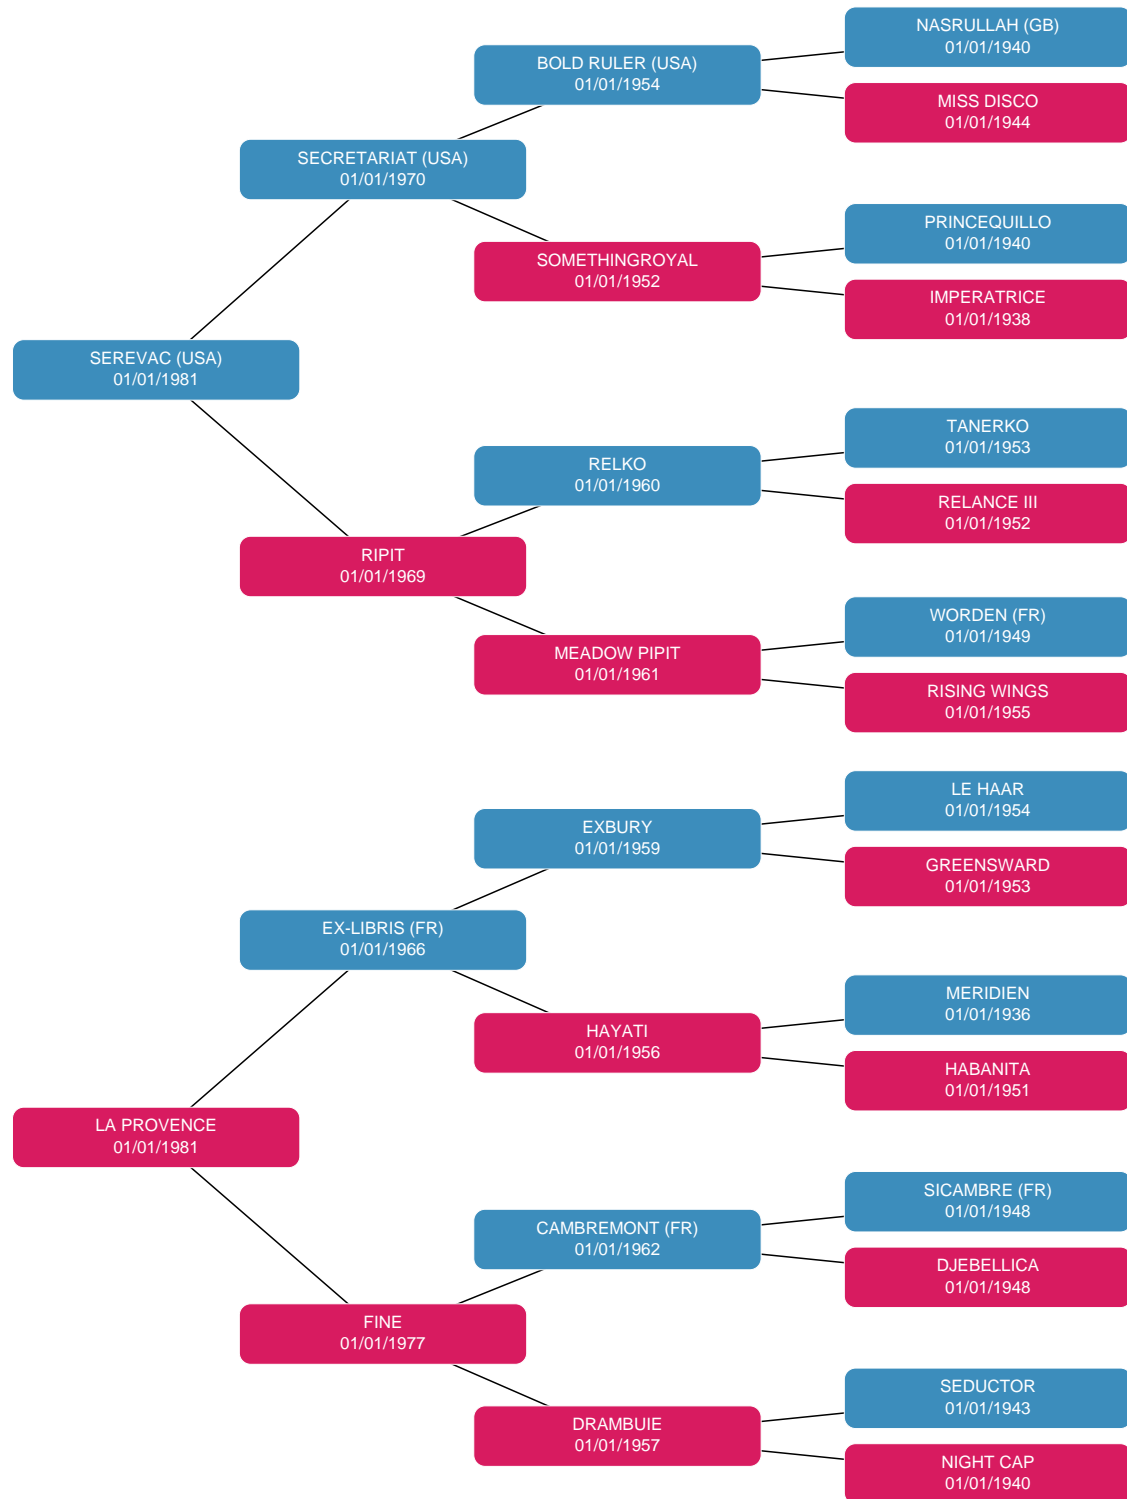 NASRULLAH (GB)
01/01/1940
BOLD RULER (USA)
01/01/1954
MISS DISCO
01/01/1944
SECRETARIAT (USA)
01/01/1970
PRINCEQUILLO
01/01/1940
SOMETHINGROYAL
01/01/1952
IMPERATRICE
01/01/1938
SEREVAC (USA)
01/01/1981
TANERKO
01/01/1953
RELKO
01/01/1960
RELANCE III
01/01/1952
RIPIT
01/01/1969
WORDEN (FR)
01/01/1949
MEADOW PIPIT
01/01/1961
RISING WINGS
01/01/1955
LE HAAR
01/01/1954
EXBURY
01/01/1959
GREENSWARD
01/01/1953
EX-LIBRIS (FR)
01/01/1966
MERIDIEN
01/01/1936
HAYATI
01/01/1956
HABANITA
01/01/1951
LA PROVENCE
01/01/1981
SICAMBRE (FR)
01/01/1948
CAMBREMONT (FR)
01/01/1962
DJEBELLICA
01/01/1948
FINE
01/01/1977
SEDUCTOR
01/01/1943
DRAMBUIE
01/01/1957
NIGHT CAP
01/01/1940